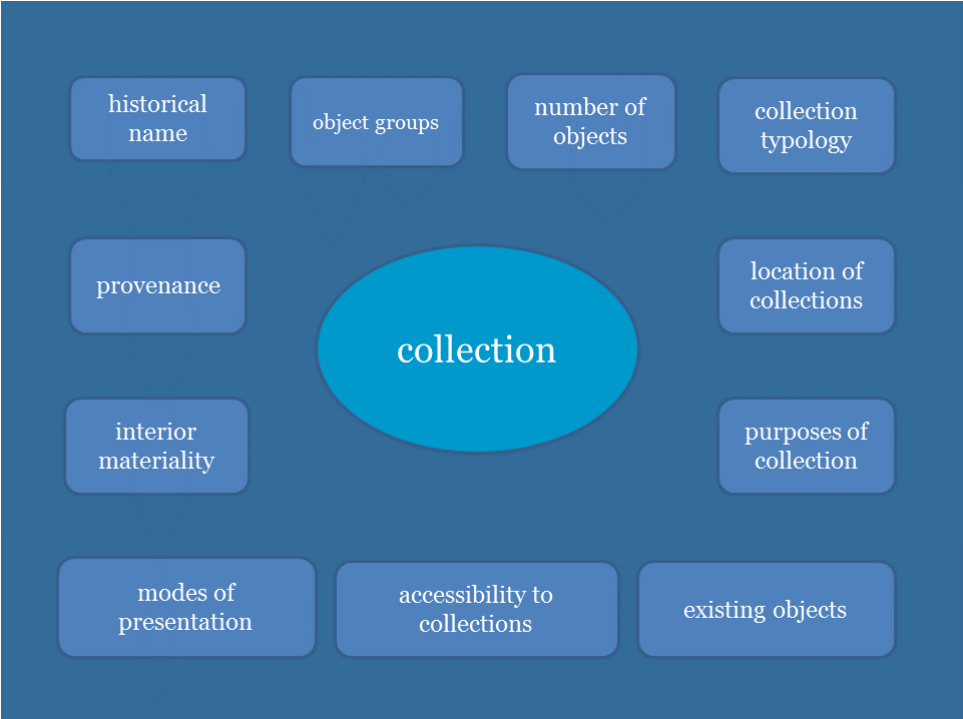 historical
name
object groups
number of
objects
collection
typology
provenance
location of
collections
collection
interior
materiality
purposes of
collection
modes of
presentation
accessibility to
collections
existing objects